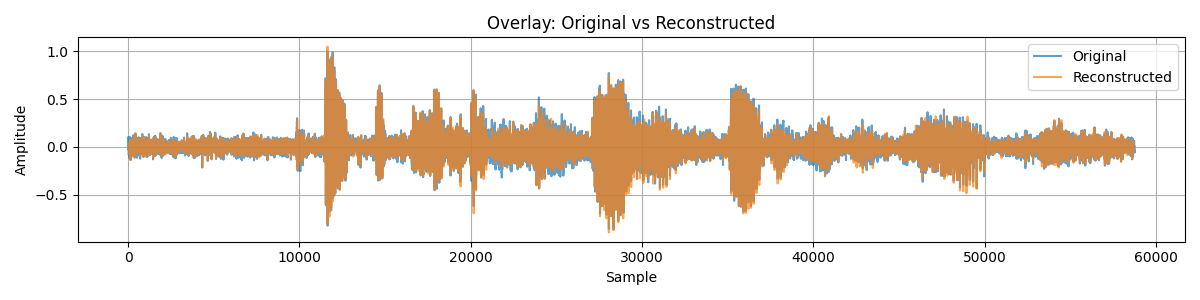 Overlay: Original vs Reconstructed
Amplitude
1.0
0.5
0.0
−0.5
Original
Reconstructed
0
10000
20000
30000
40000
50000
60000
Sample